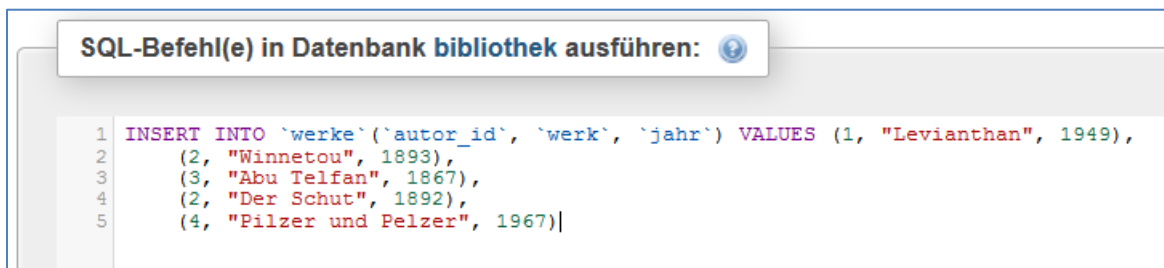 SQL-Befehl(e) in Datenbank bibliothek ausführen:
1 INSERT INTO `werke`(`autor_id`, `werk`, `jahr`) VALUES (1, "Levianthan", 1949),
2 (2, "Winnetou", 1893),
3 (3, "Abu Telfan", 1867),
4 (2, "Der Schut", 1892),
5 (4, "Pilzer und Pelzer", 1967)